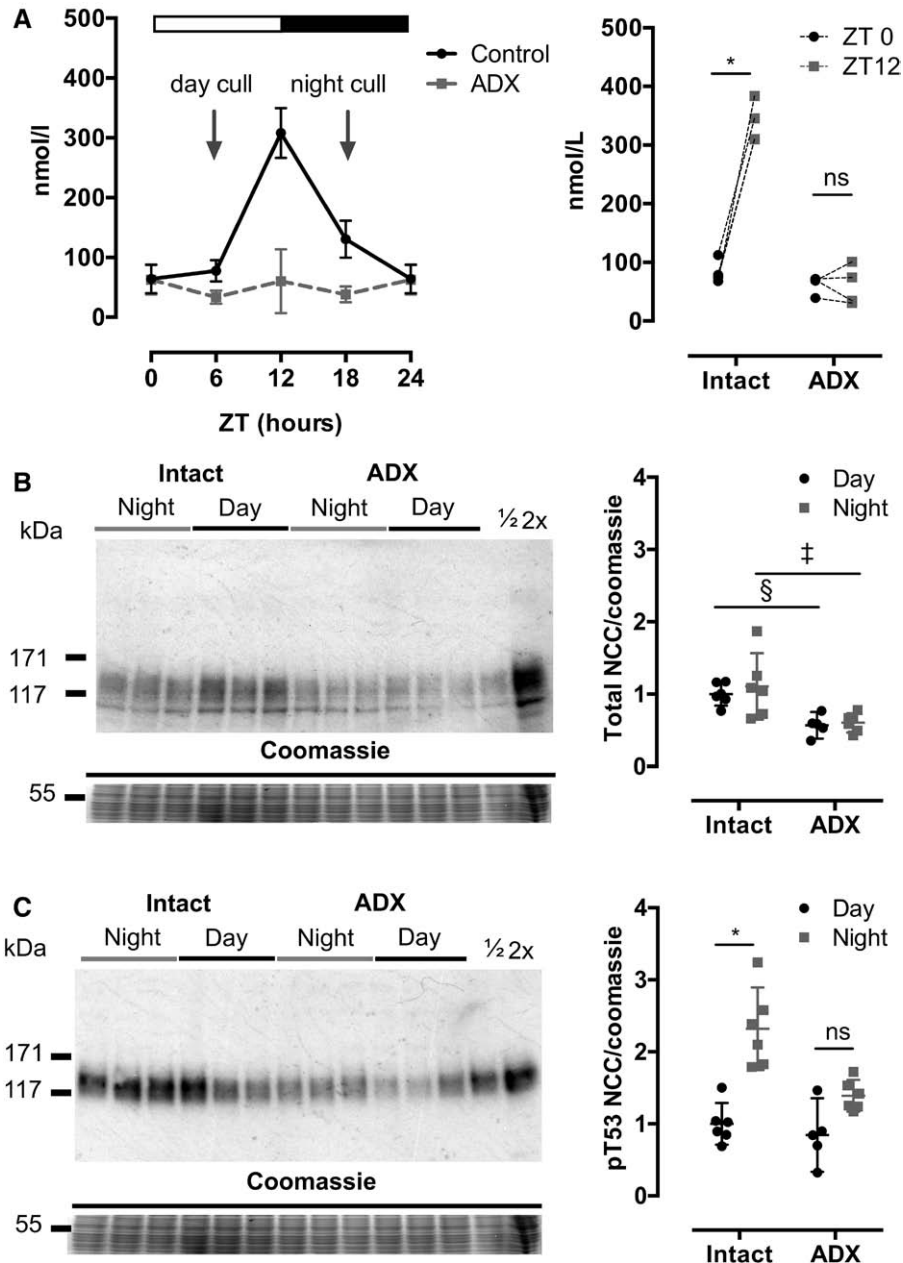 A
500
400
300
200
100
0
nmol/l
day cull
night cull
Control
ADX
0 6 12 18 24
ZT (hours)
500
400
300
200
100
0
nmol/L
*
ns
ZT 0
ZT12
Intact ADX
B
Intact ADX
Night Day Night Day ½ 2x
kDa
171
117
Coomassie
55
4
3
2
1
0
Total NCC/coomassie
Day
Night
‡
§
Intact ADX
C
Intact ADX
Night Day Night Day ½ 2x
kDa
171
117
Coomassie
55
4
3
2
1
0
pT53 NCC/coomassie
Day
Night
*
ns
Intact ADX